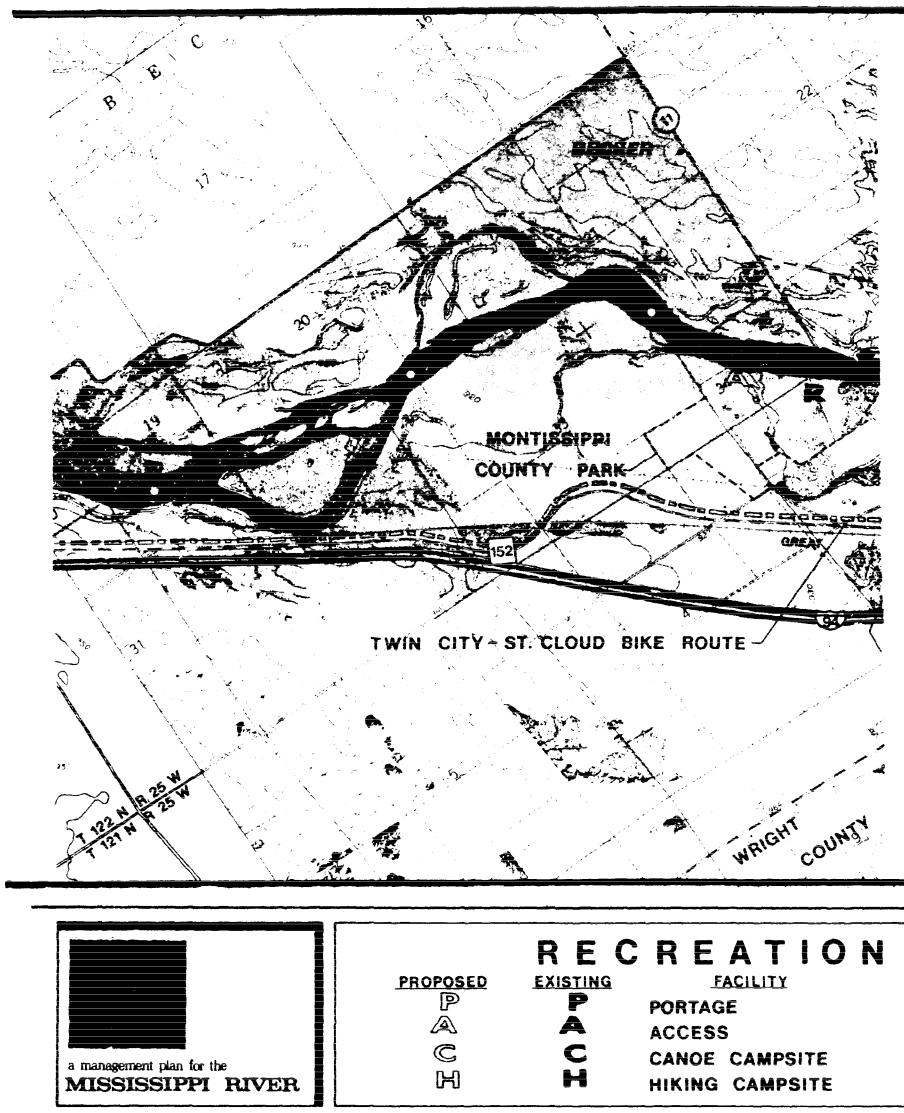 16
B E C
22
11
17
20
19
R
MONTISSIPPI
COUNTY PARK
152
GREAT
94
TWIN CITY - ST. CLOUD BIKE ROUTE
31
T 122 N R 25 W
T 121 N R 25 W
WRIGHT COUNTY
RECREATION
PROPOSED EXISTING FACILITY
P P PORTAGE
A A ACCESS
C C CANOE CAMPSITE
H H HIKING CAMPSITE
a management plan for the
MISSISSIPPI RIVER